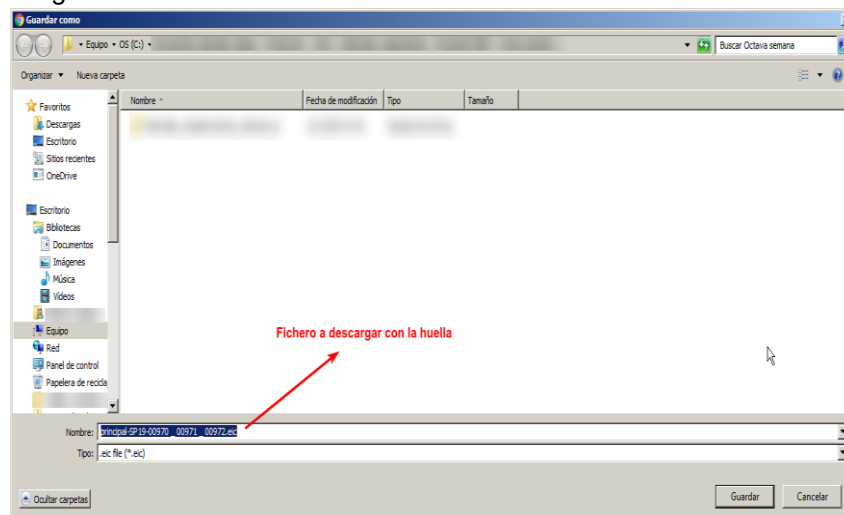 Guardar como
Equipo OS (C:)
Buscar Octava semana
Organizar Nueva carpeta
Nombre Fecha de modificación Tipo Tamaño
Favoritos
Descargas
Escritorio
Sitios recientes
OneDrive
Escritorio
Bibliotecas
Documentos
Imágenes
Música
Vídeos
Equipo
Red
Panel de control
Papelera de recicla
Fichero a descargar con la huella
Nombre: principal-SP19-00970_00971_00972.eic
Tipo: .eic file (*.eic)
Ocultar carpetas
Guardar Cancelar